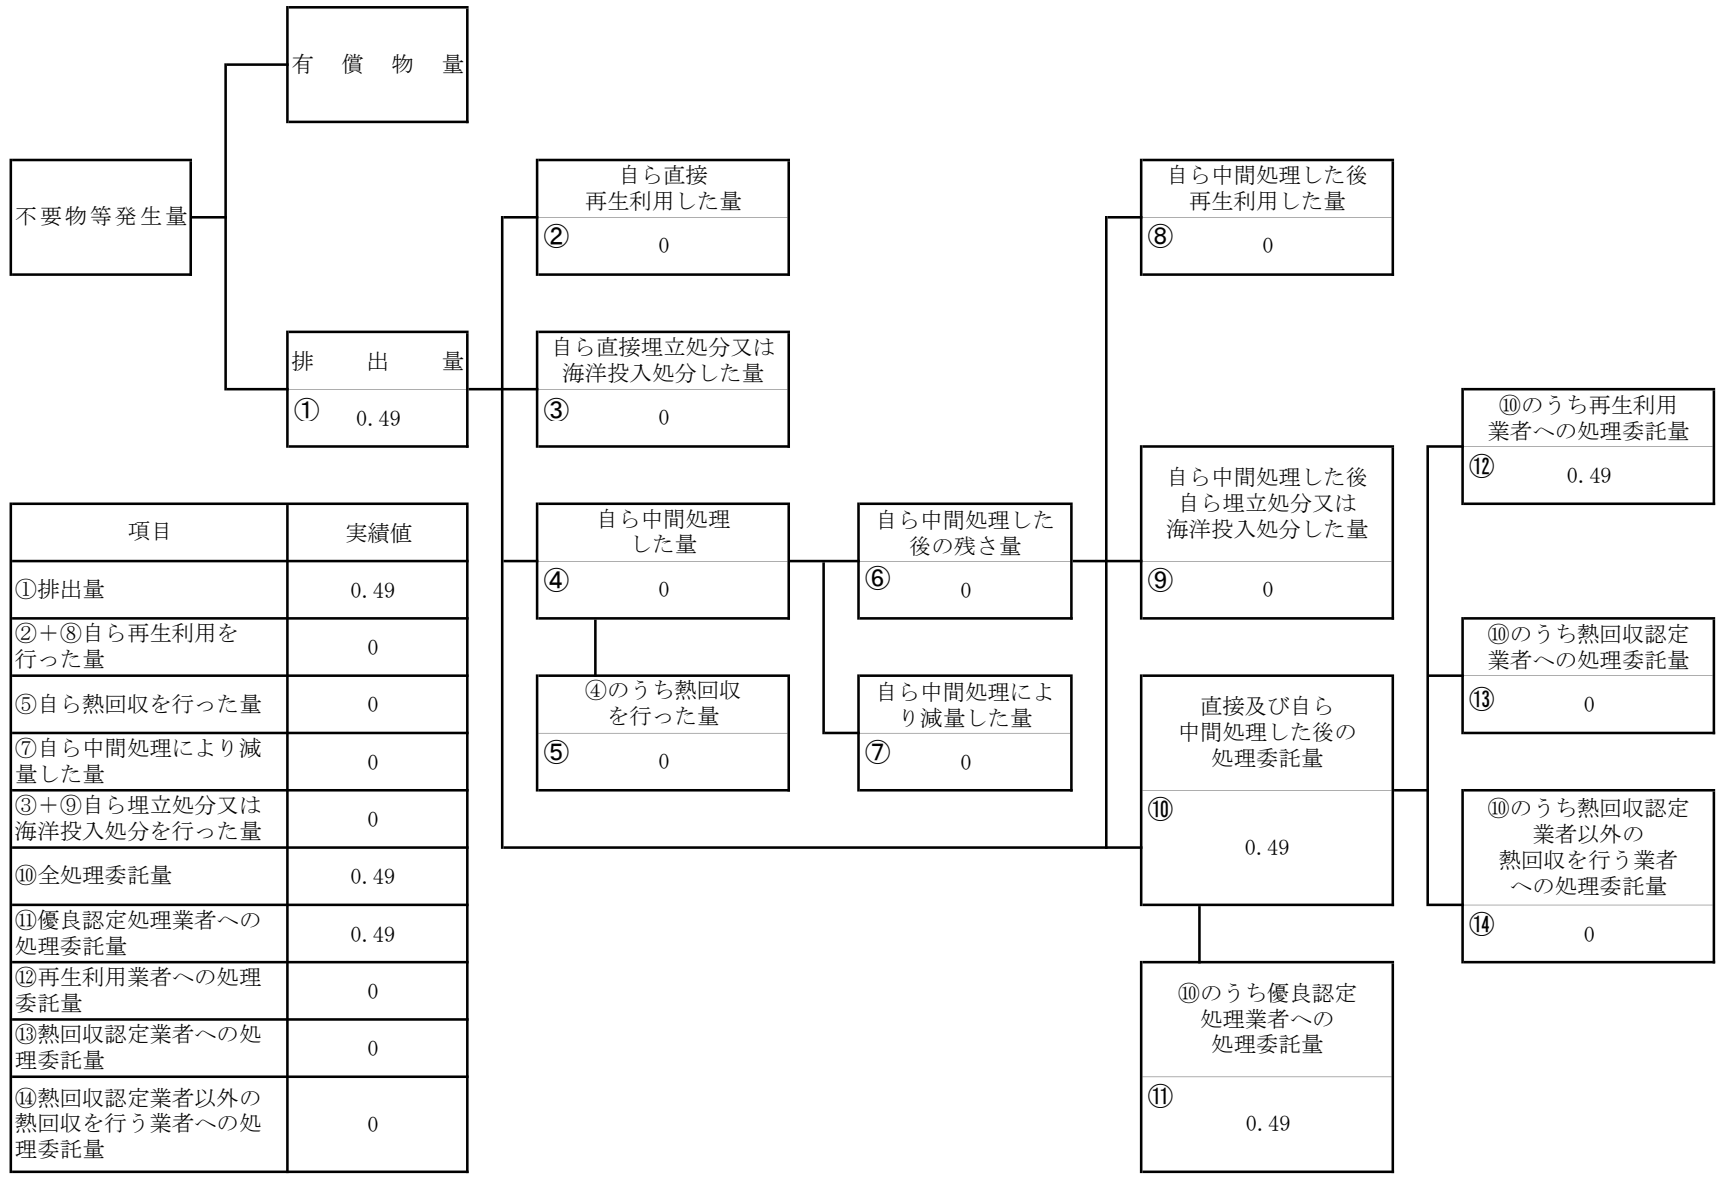 有償物量
不要物等発生量
排出量
①
0.49
自ら直接
再生利用した量
②
0
自ら直接埋立処分又は
海洋投入処分した量
③
0
自ら中間処理
した量
④
0
④のうち熱回収
を行った量
⑤
0
自ら中間処理した
後の残さ量
⑥
0
自ら中間処理によ
り減量した量
⑦
0
自ら中間処理した後
再生利用した量
⑧
0
自ら中間処理した後
自ら埋立処分又は
海洋投入処分した量
⑨
0
直接及び自ら
中間処理した後の
処理委託量
⑩
0.49
⑩のうち優良認定
処理業者への
処理委託量
⑪
0.49
⑩のうち再生利用
業者への処理委託量
⑫
0.49
⑩のうち熱回収認定
業者への処理委託量
⑬
0
⑩のうち熱回収認定
業者以外の
熱回収を行う業者
への処理委託量
⑭
0
項目 実績値
①排出量 0.49
②+⑧自ら再生利用を
行った量
0
⑤自ら熱回収を行った量 0
⑦自ら中間処理により減
量した量
0
③+⑨自ら埋立処分又は
海洋投入処分を行った量
0
⑩全処理委託量 0.49
⑪優良認定処理業者への
処理委託量
0.49
⑫再生利用業者への処理
委託量
0
⑬熱回収認定業者への処
理委託量
0
⑭熱回収認定業者以外の
熱回収を行う業者への処
理委託量
0